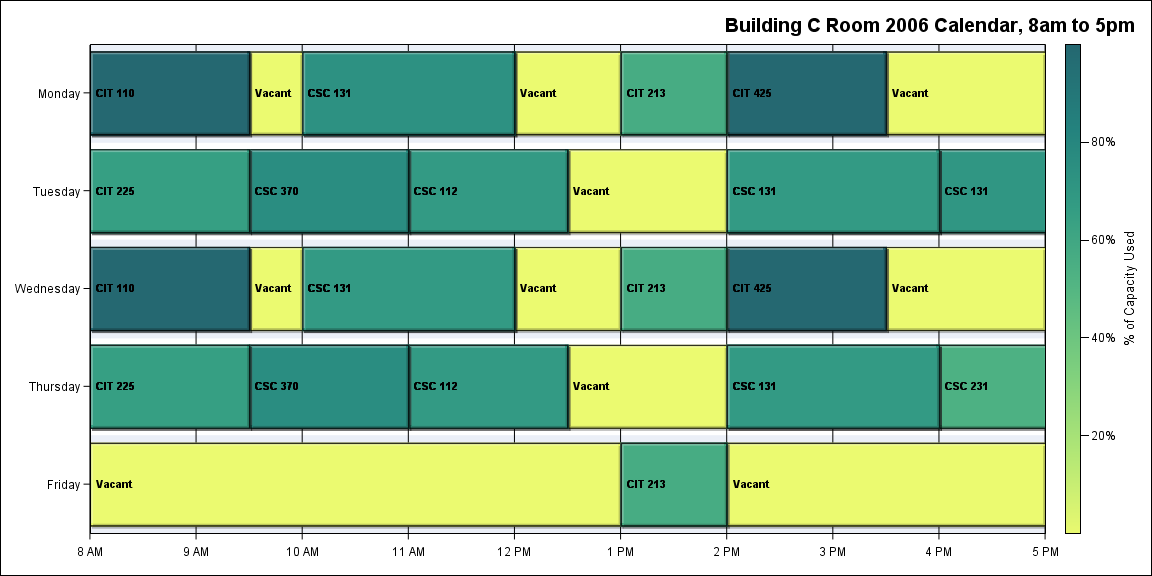 Building C Room 2006 Calendar, 8am to 5pm
Monday
CIT 110
Vacant
CSC 131
Vacant
CIT 213
CIT 425
Vacant
Tuesday
CIT 225
CSC 370
CSC 112
Vacant
CSC 131
CSC 131
Wednesday
CIT 110
Vacant
CSC 131
Vacant
CIT 213
CIT 425
Vacant
Thursday
CIT 225
CSC 370
CSC 112
Vacant
CSC 131
CSC 231
Friday
Vacant
CIT 213
Vacant
8 AM
9 AM
10 AM
11 AM
12 PM
1 PM
2 PM
3 PM
4 PM
5 PM
80%
60%
40%
20%
% of Capacity Used